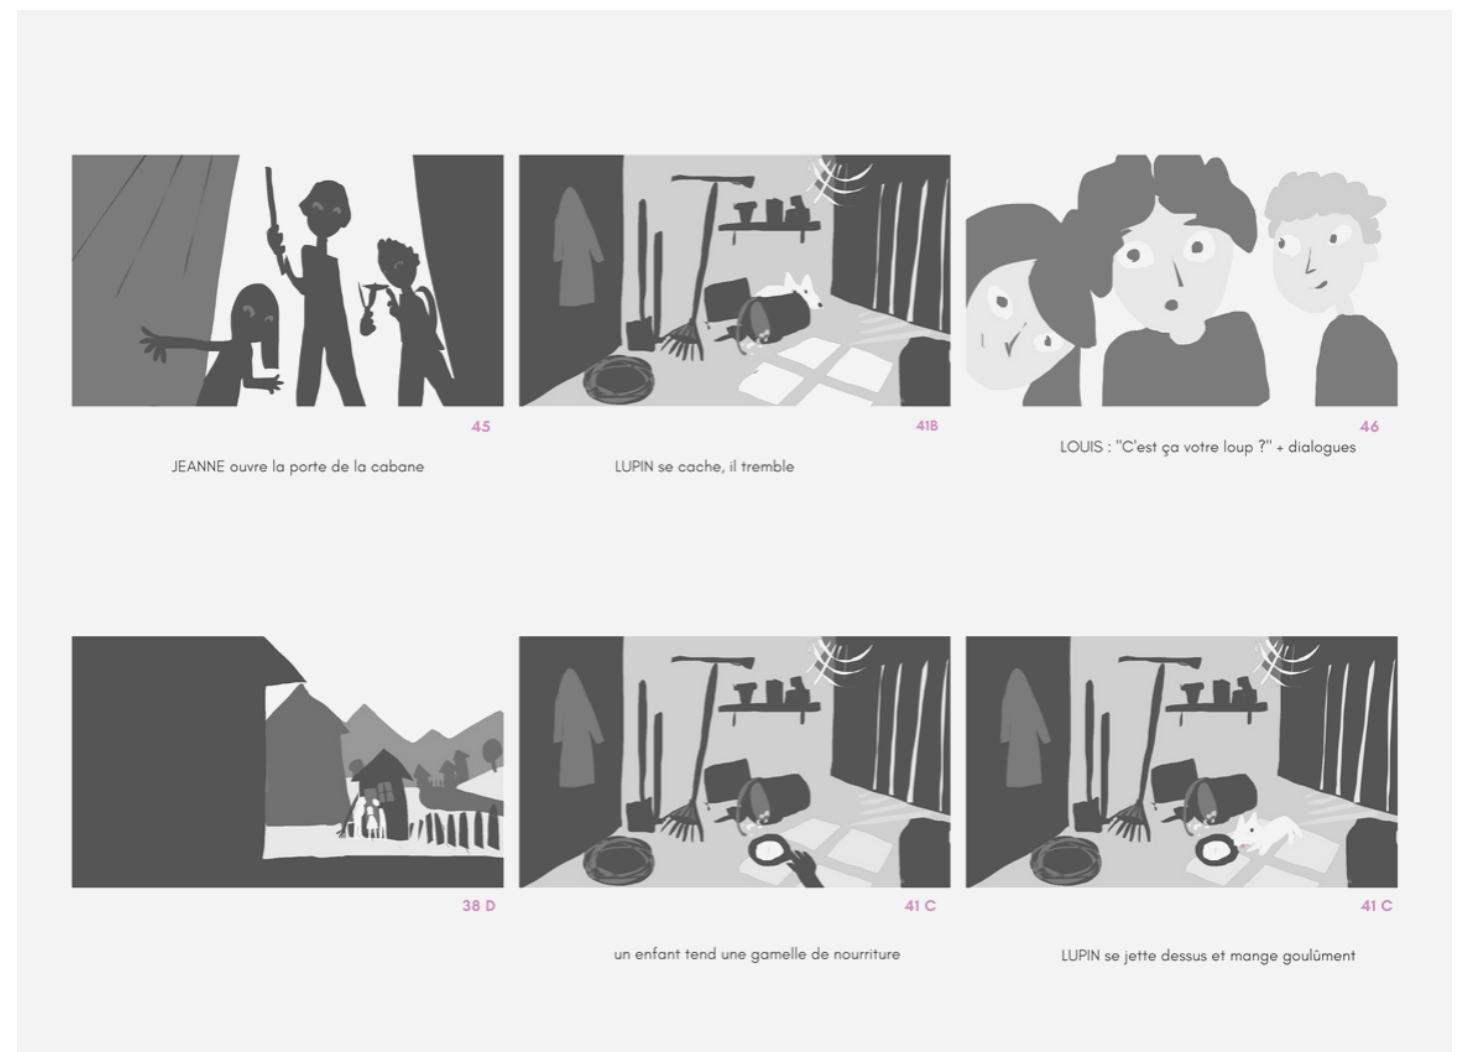 45
JEANNE ouvre la porte de la cabane
41B
LUPIN se cache, il tremble
46
LOUIS : "C'est ça votre loup ?" + dialogues
38 D
41 C
un enfant tend une gamelle de nourriture
41 C
LUPIN se jette dessus et mange goulûment